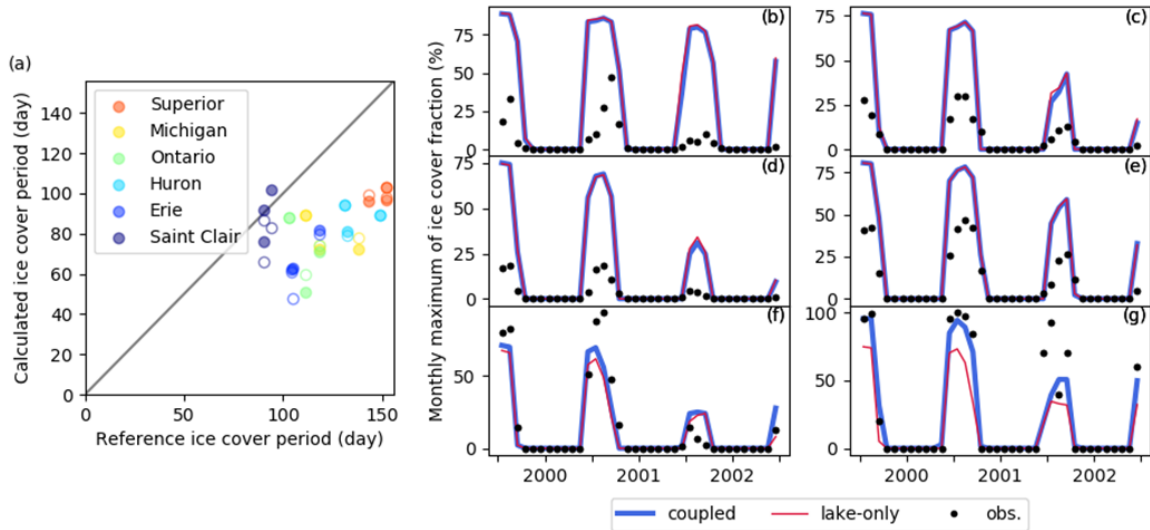 (a)
Calculated ice cover period (day)
140
120
100
80
60
40
20
0
Superior
Michigan
Ontario
Huron
Erie
Saint Clair
0 50 100 150
Reference ice cover period (day)
Monthly maximum of ice cover fraction (%)
(b) (c)
75 75
50 50
25 25
0 0
(d) (e)
75 75
50 50
25 25
0 0
(f) (g)
100
50 50
0 0
2000 2001 2002 2000 2001 2002
coupled lake-only obs.